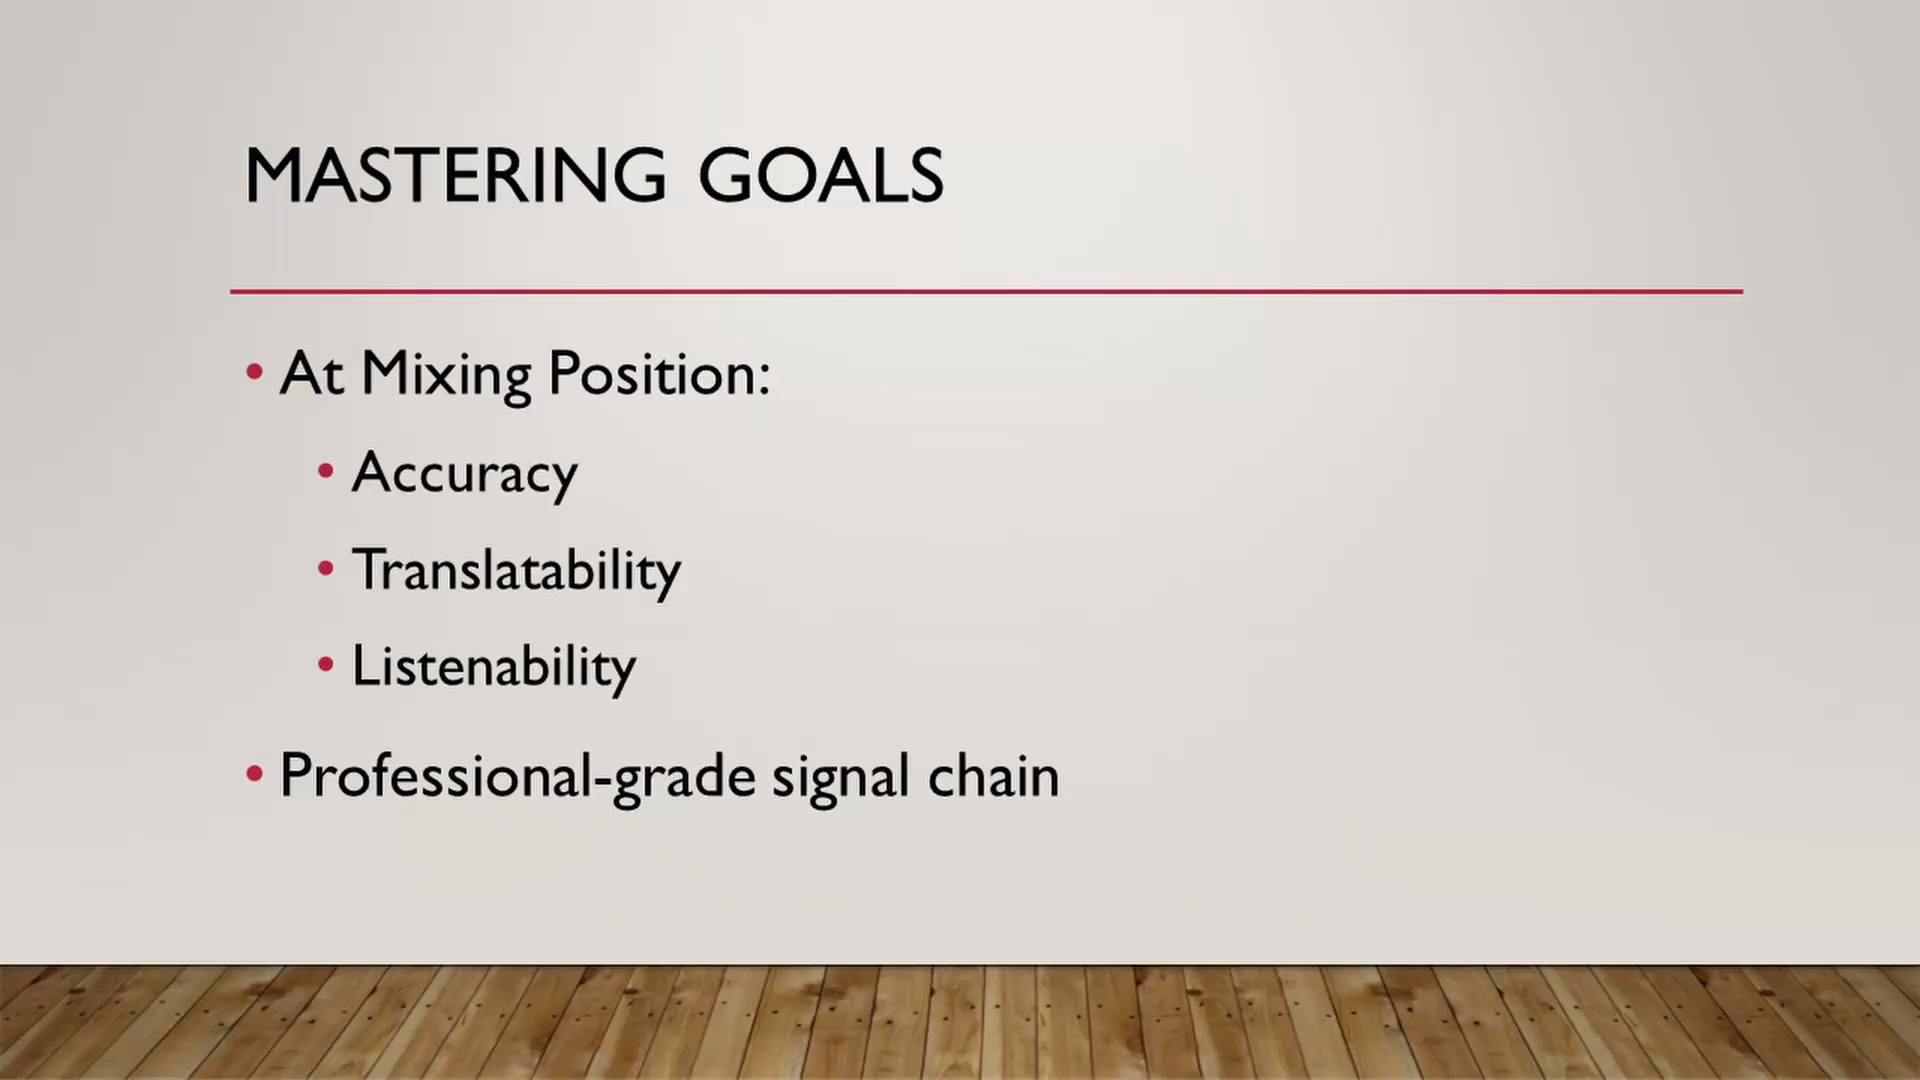 MASTERING GOALS
• At Mixing Position:
• Accuracy
• Translatability
• Listenability
• Professional-grade signal chain